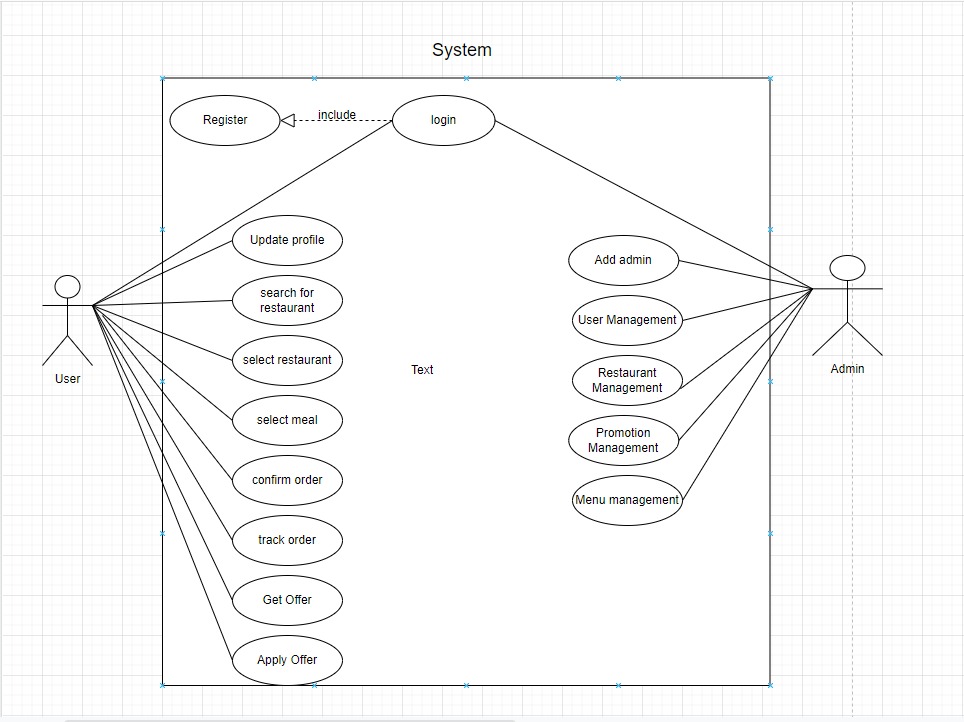 System
Register
include
login
Update profile
search for
restaurant
select restaurant
select meal
confirm order
track order
Get Offer
Apply Offer
User
Text
Add admin
User Management
Restaurant
Management
Promotion
Management
Menu management
Admin